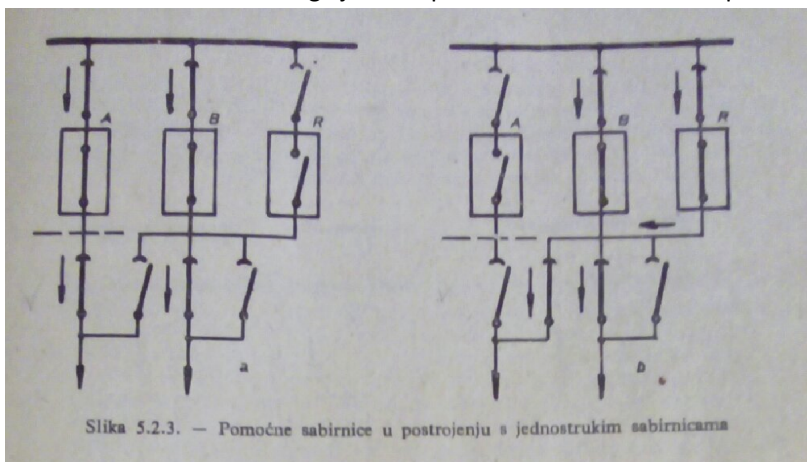 A B R A B R
a b
Slika 5.2.3. — Pomoćne sabirnice u postrojenju s jednostrukim sabirnicama